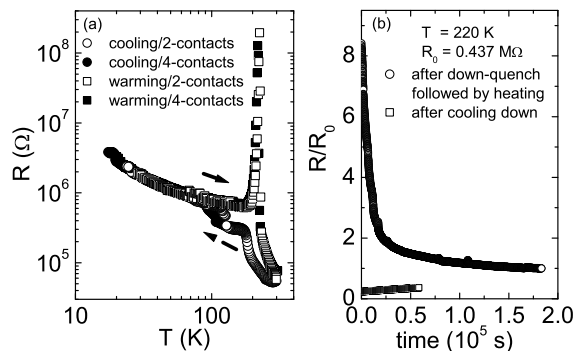 (a)
cooling/2-contacts
cooling/4-contacts
warming/2-contacts
warming/4-contacts
10⁸
10⁷
10⁶
10⁵
R (Ω)
10 100
T (K)
(b)
T = 220 K
R₀ = 0.437 MΩ
after down-quench
followed by heating
after cooling down
8
6
4
2
0
R/R₀
0.0 0.5 1.0 1.5 2.0
time (10⁵ s)